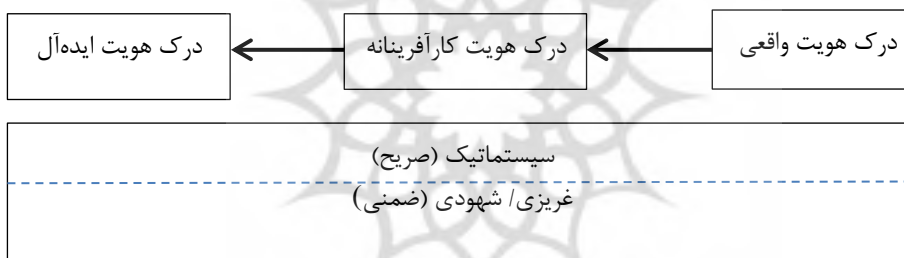 درک هویت واقعی
درک هویت کارآفرینانه
درک هویت ایده‌آل
سیستماتیک (صریح)
غریزی/ شهودی (ضمنی)